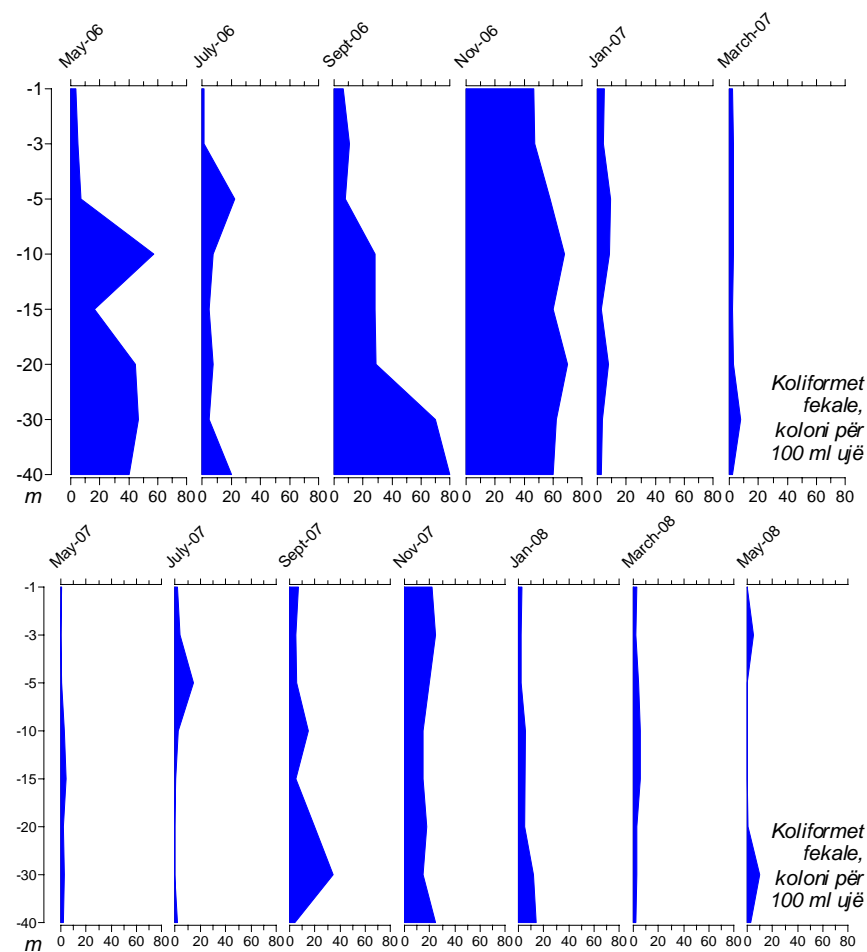 May-06 July-06 Sept-06 Nov-06 Jan-07 March-07
-1
-3
-5
-10
-15
-20
-30
-40
m
Koliformet
fekale,
koloni për
100 ml ujë
0 20 40 60 80 0 20 40 60 80 0 20 40 60 80 0 20 40 60 80 0 20 40 60 80 0 20 40 60 80
May-07 July-07 Sept-07 Nov-07 Jan-08 March-08 May-08
-1
-3
-5
-10
-15
-20
-30
-40
m
Koliformet
fekale,
koloni për
100 ml ujë
0 20 40 60 80 0 20 40 60 80 0 20 40 60 80 0 20 40 60 80 0 20 40 60 80 0 20 40 60 80 0 20 40 60 80